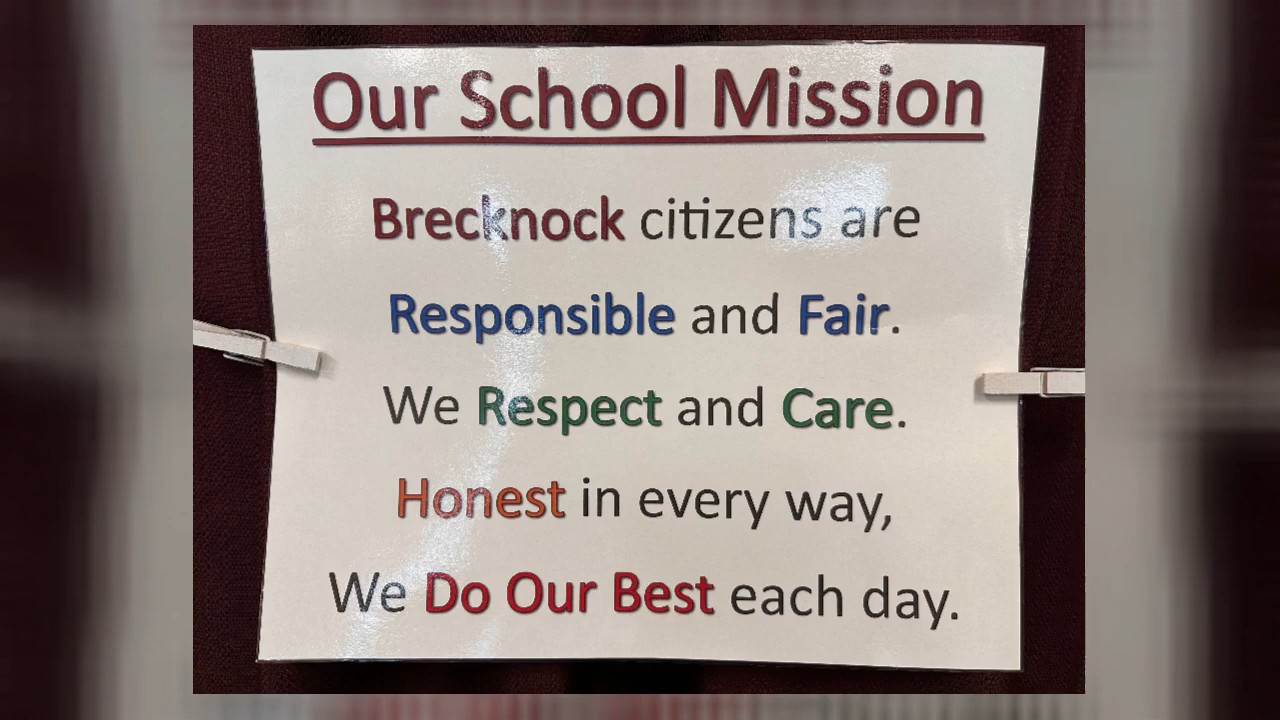 Our School Mission
Brecknock citizens are
Responsible and Fair.
We Respect and Care.
Honest in every way,
We Do Our Best each day.